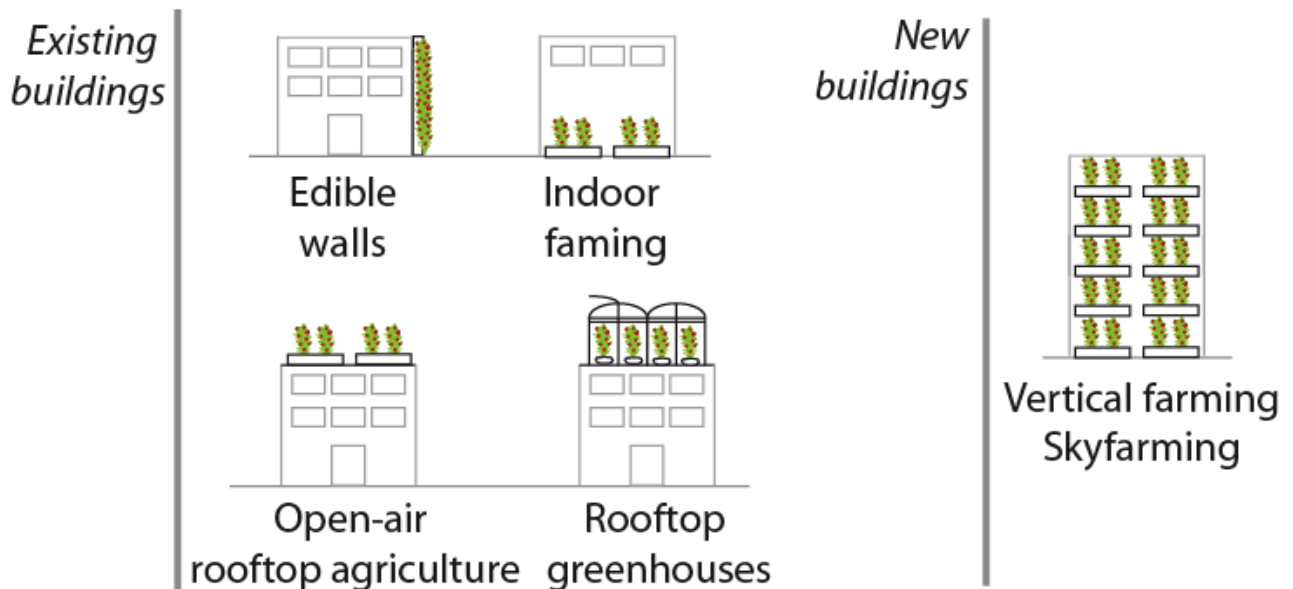 Existing
buildings
Edible
walls
Indoor
faming
Open-air
rooftop agriculture
Rooftop
greenhouses
New
buildings
Vertical farming
Skyfarming